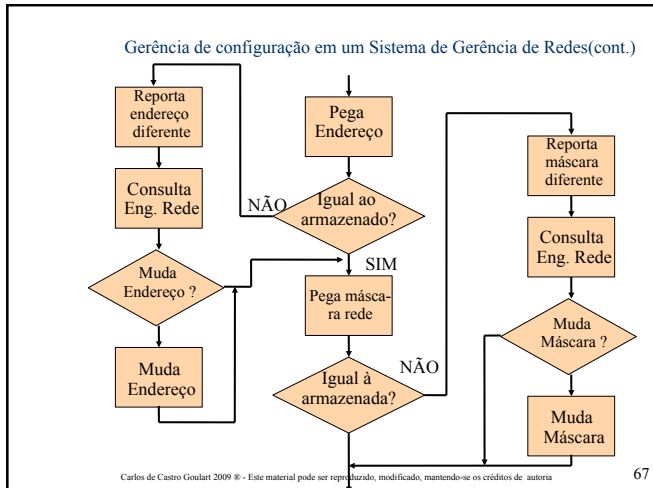 Gerência de configuração em um Sistema de Gerência de Redes(cont.)
Reporta
endereço
diferente
Consulta
Eng. Rede
Muda
Endereço ?
Muda
Endereço
Pega
Endereço
NÃO
Igual ao
armazenado?
SIM
Pega másca-
ra rede
NÃO
Igual à
armazenada?
Reporta
máscara
diferente
Consulta
Eng. Rede
Muda
Máscara ?
Muda
Máscara
Carlos de Castro Goulart 2009 ® - Este material pode ser reproduzido, modificado, mantendo-se os créditos de autoria
67